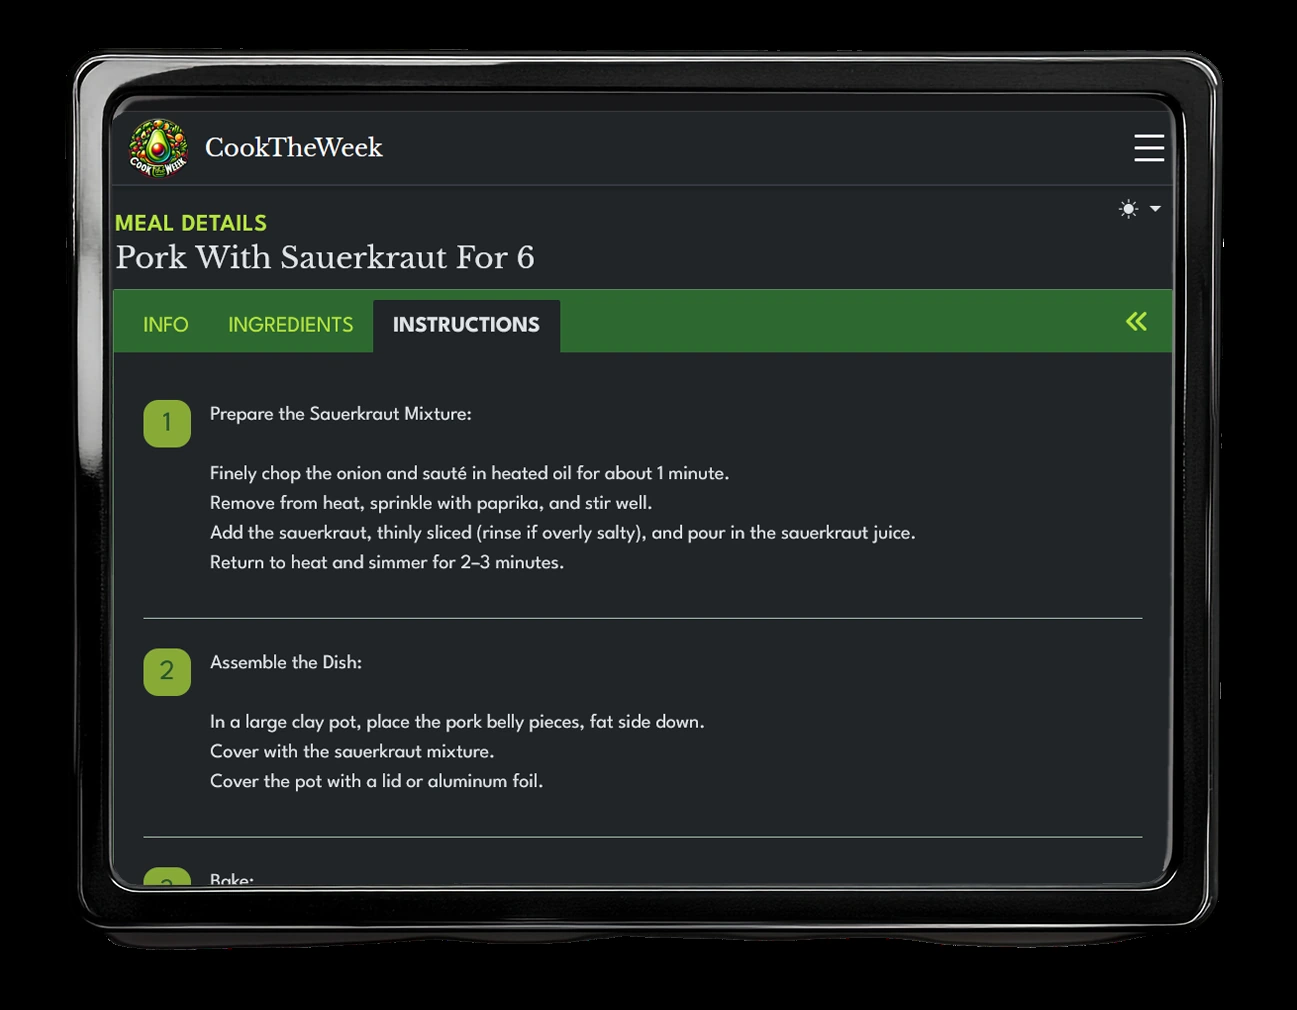 COOK THE WEEK
CookTheWeek
MEAL DETAILS
Pork With Sauerkraut For 6
INFO
INGREDIENTS
INSTRUCTIONS
1
Prepare the Sauerkraut Mixture:
Finely chop the onion and sauté in heated oil for about 1 minute.
Remove from heat, sprinkle with paprika, and stir well.
Add the sauerkraut, thinly sliced (rinse if overly salty), and pour in the sauerkraut juice.
Return to heat and simmer for 2–3 minutes.
2
Assemble the Dish:
In a large clay pot, place the pork belly pieces, fat side down.
Cover with the sauerkraut mixture.
Cover the pot with a lid or aluminum foil.
Bake: